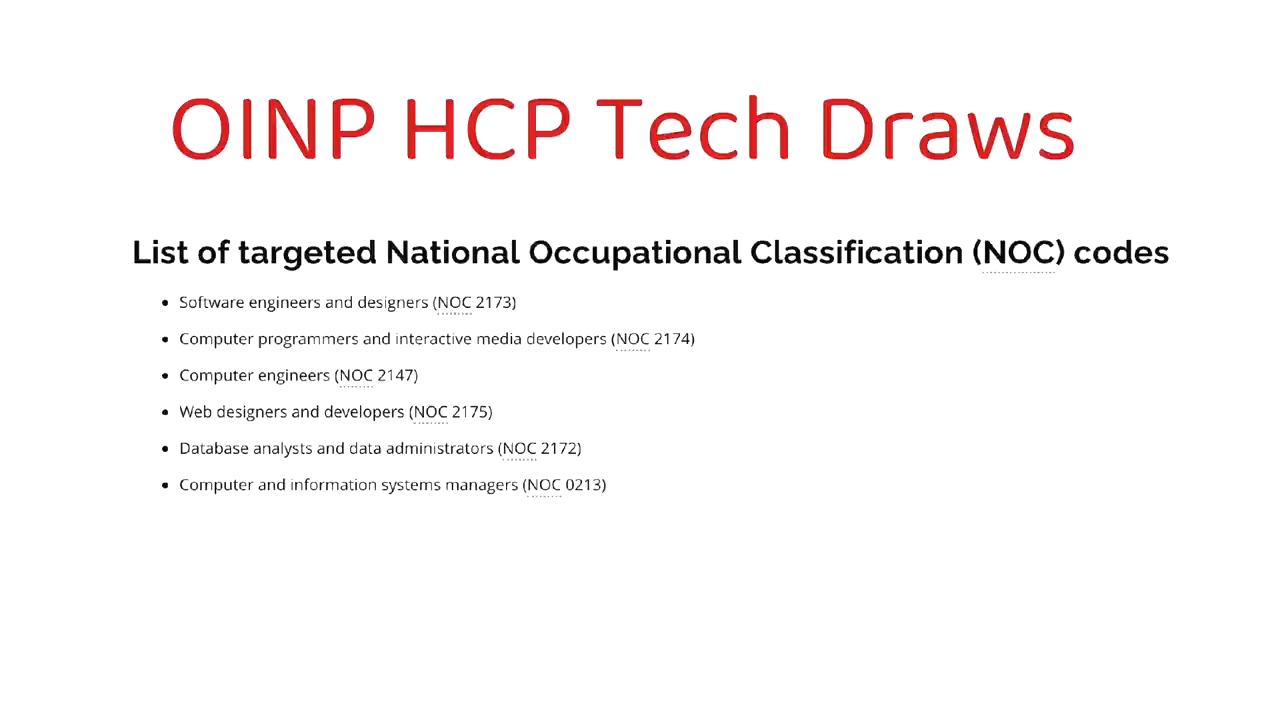 OINP HCP Tech Draws
List of targeted National Occupational Classification (NOC) codes
• Software engineers and designers (NOC 2173)
• Computer programmers and interactive media developers (NOC 2174)
• Computer engineers (NOC 2147)
• Web designers and developers (NOC 2175)
• Database analysts and data administrators (NOC 2172)
• Computer and information systems managers (NOC 0213)